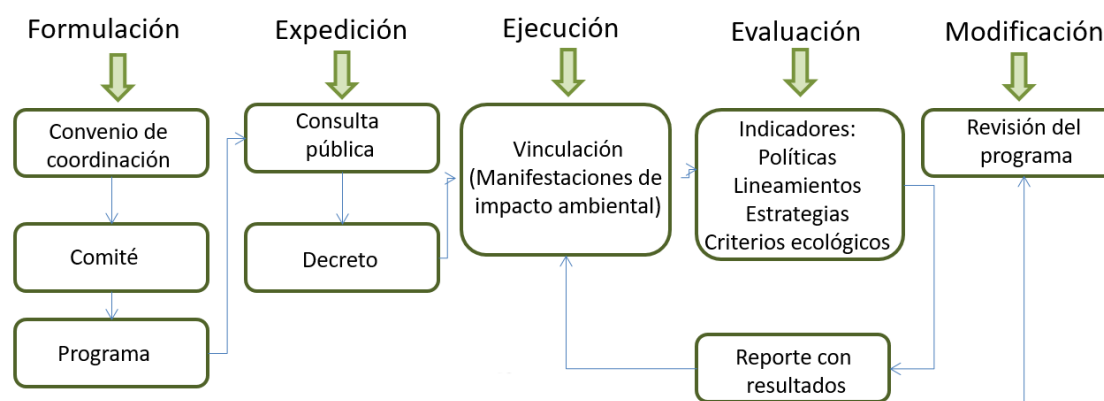 Formulación
Expedición
Ejecución
Evaluación
Modificación
Convenio de
coordinación
Comité
Programa
Consulta
pública
Decreto
Vinculación
(Manifestaciones de
impacto ambiental)
Indicadores:
Políticas
Lineamientos
Estrategias
Criterios ecológicos
Reporte con
resultados
Revisión del
programa